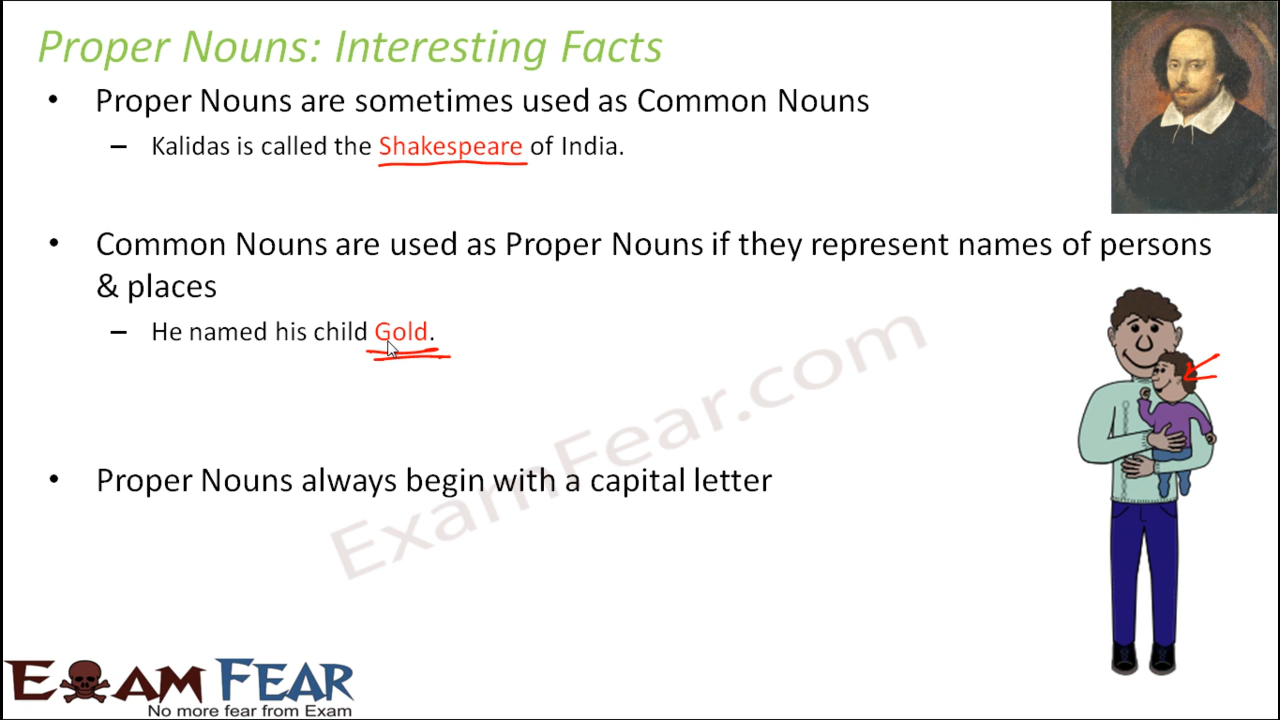 Proper Nouns: Interesting Facts
• Proper Nouns are sometimes used as Common Nouns
– Kalidas is called the Shakespeare of India.
• Common Nouns are used as Proper Nouns if they represent names of persons
& places
– He named his child Gold.
• Proper Nouns always begin with a capital letter
ExamFear.com
EXAM FEAR
No more fear from Exam